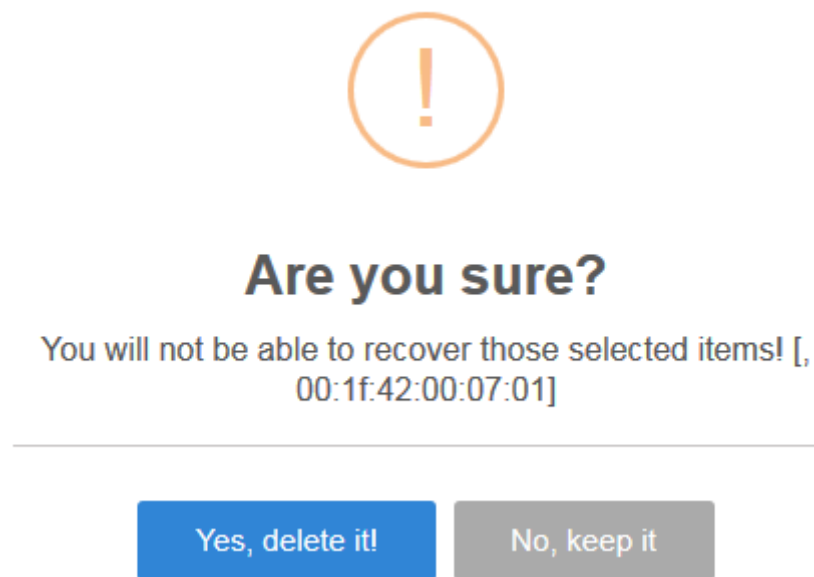 !
Are you sure?
You will not be able to recover those selected items! [,
00:1f:42:00:07:01]
Yes, delete it!
No, keep it